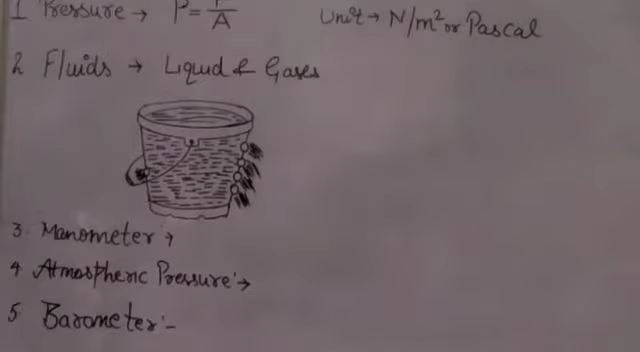 1 Pressure → P = F/A Unit → N/m² or Pascal
2 Fluids → Liquid & Gases
3. Manometer →
4. Atmospheric Pressure →
5. Barometer :-